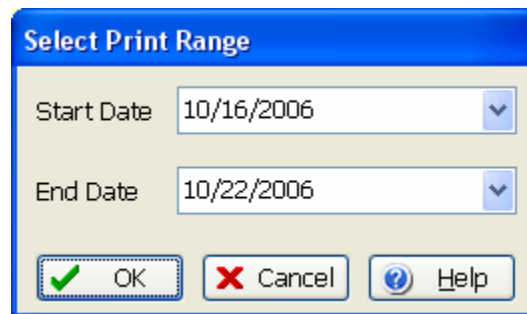 Select Print Range
Start Date 10/16/2006
End Date 10/22/2006
OK Cancel Help